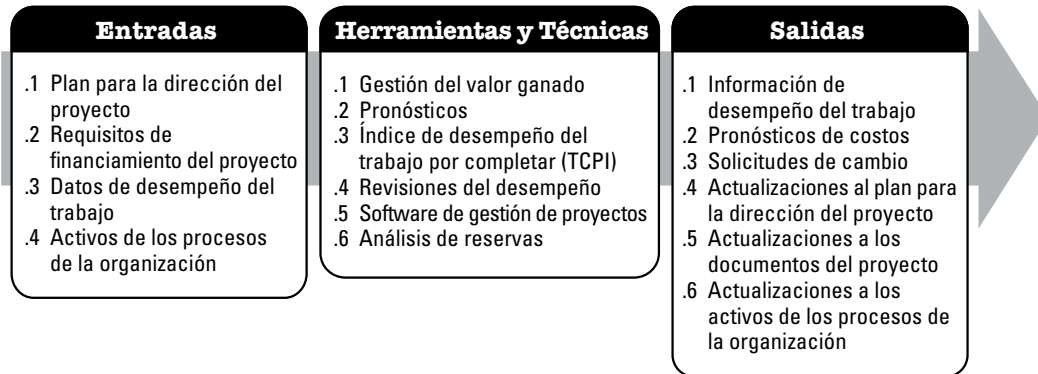 Entradas
.1 Plan para la dirección del
proyecto
.2 Requisitos de
financiamiento del proyecto
.3 Datos de desempeño del
trabajo
.4 Activos de los procesos
de la organización
Herramientas y Técnicas
.1 Gestión del valor ganado
.2 Pronósticos
.3 Índice de desempeño del
trabajo por completar (TCPI)
.4 Revisiones del desempeño
.5 Software de gestión de proyectos
.6 Análisis de reservas
Salidas
.1 Información de
desempeño del trabajo
.2 Pronósticos de costos
.3 Solicitudes de cambio
.4 Actualizaciones al plan para
la dirección del proyecto
.5 Actualizaciones a los
documentos del proyecto
.6 Actualizaciones a los
activos de los procesos de
la organización